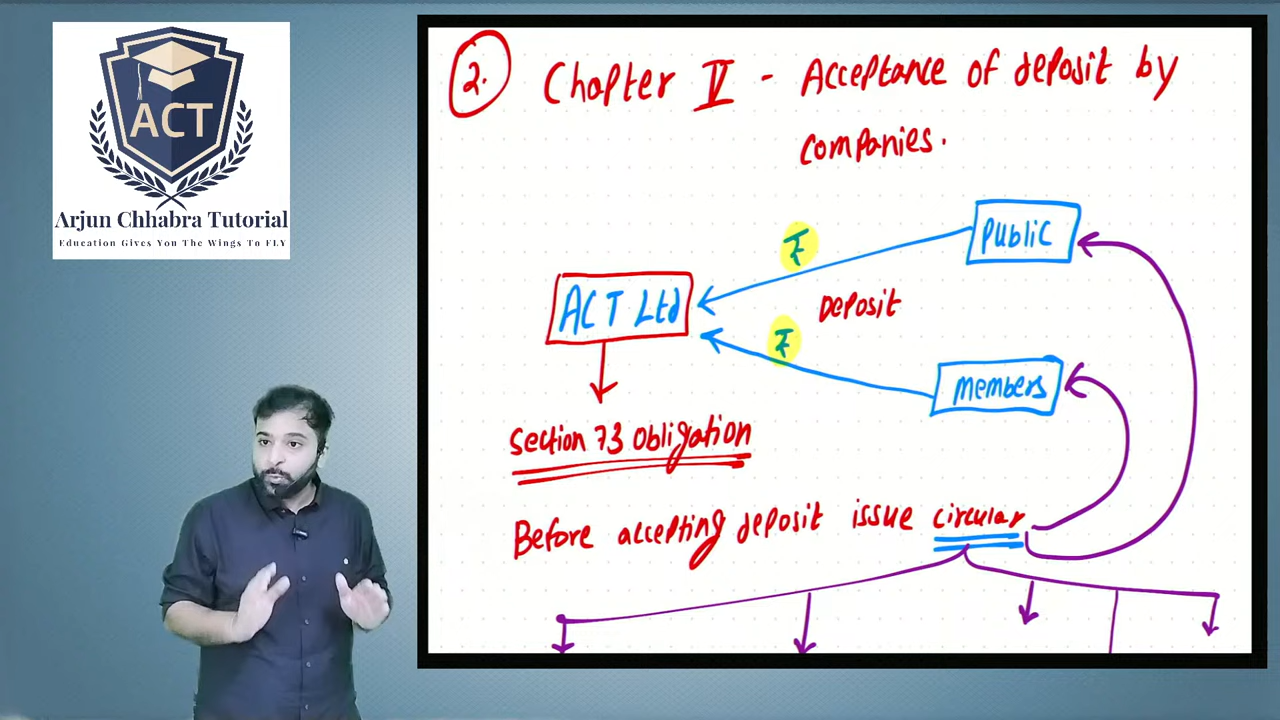 ACT
Arjun Chhabra Tutorial
Education Gives You The Wings To FLY
2. Chapter V - Acceptance of deposit by
companies.
Public
₹
ACT Ltd
Deposit
₹
members
Section 73 Obligation
Before accepting deposit issue circular